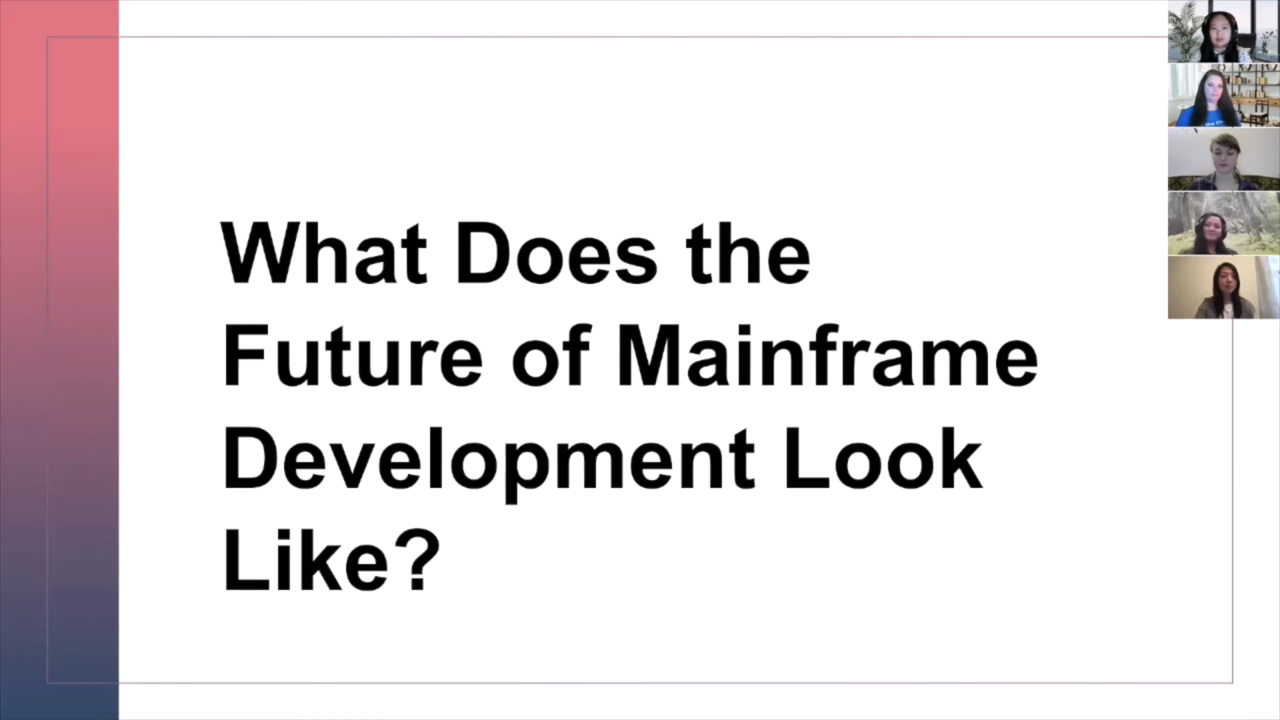 What Does the
Future of Mainframe
Development Look
Like?